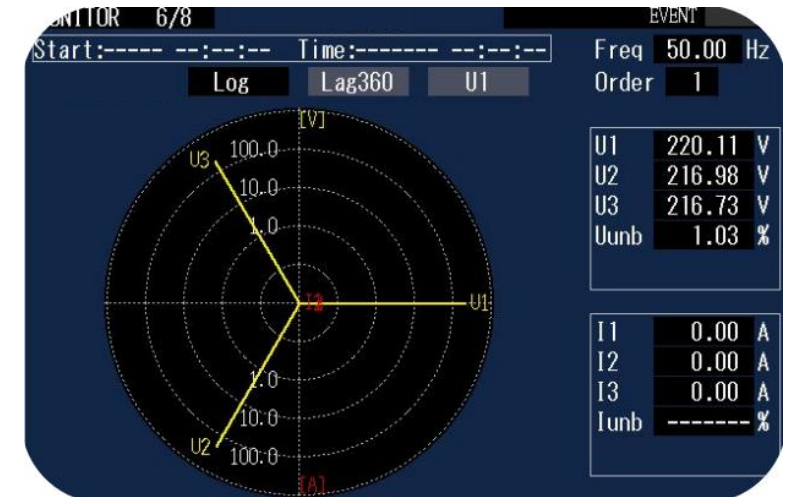 MONITOR 6/8
EVENT
Start:----- --:--:-- Time:------- --:--:--
Freq 50.00 Hz
Log Lag360 U1
Order 1
[V]
U3
100.0
10.0
1.0
U1
1.0
10.0
U2
100.0
[A]
U1 220.11 V
U2 216.98 V
U3 216.73 V
Uunb 1.03 %
I1 0.00 A
I2 0.00 A
I3 0.00 A
Iunb ------- %